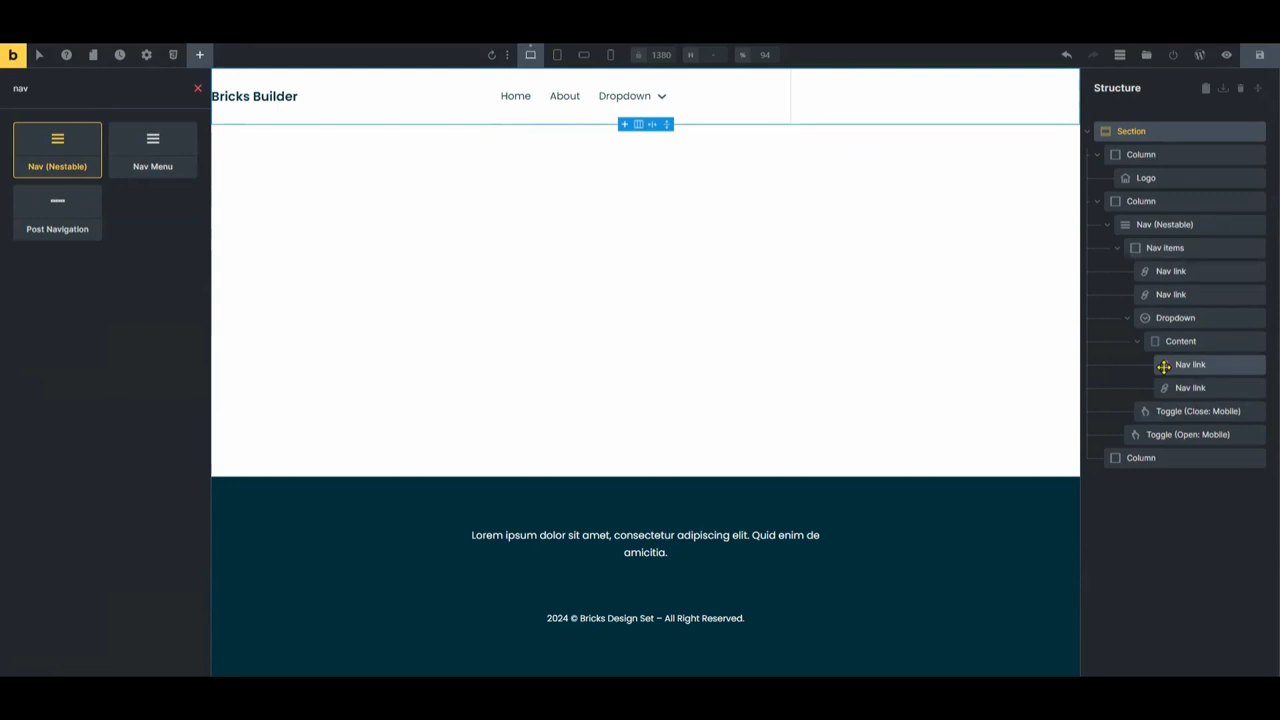 b
1380
H
-
%
94
nav
Nav (Nestable)
Nav Menu
Post Navigation
Bricks Builder
Home
About
Dropdown
Lorem ipsum dolor sit amet, consectetur adipiscing elit. Quid enim de
amicitia.
2024 © Bricks Design Set – All Right Reserved.
Structure
Section
Column
Logo
Column
Nav (Nestable)
Nav items
Nav link
Nav link
Dropdown
Content
Nav link
Nav link
Toggle (Close: Mobile)
Toggle (Open: Mobile)
Column